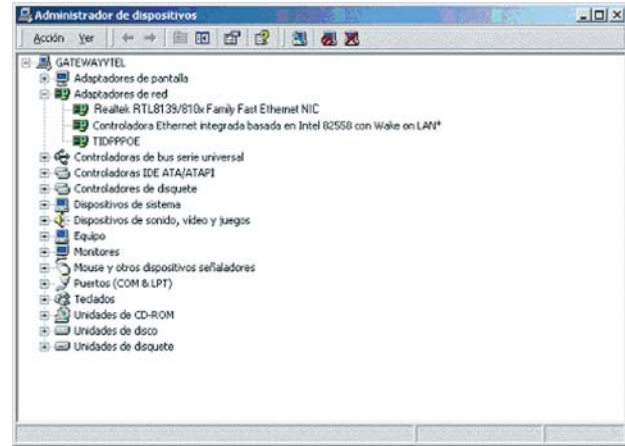 Administrador de dispositivos
Acción Ver
GATEWAYVTEL
Adaptadores de pantalla
Adaptadores de red
Realtek RTL8139/810x Family Fast Ethernet NIC
Controladora Ethernet integrada basada en Intel 82558 con Wake on LAN*
TIDPPPOE
Controladoras de bus serie universal
Controladoras IDE ATA/ATAPI
Controladores de disquete
Dispositivos de sistema
Dispositivos de sonido, vídeo y juegos
Equipo
Monitores
Mouse y otros dispositivos señaladores
Puertos (COM & LPT)
Teclados
Unidades de CD-ROM
Unidades de disco
Unidades de disquete